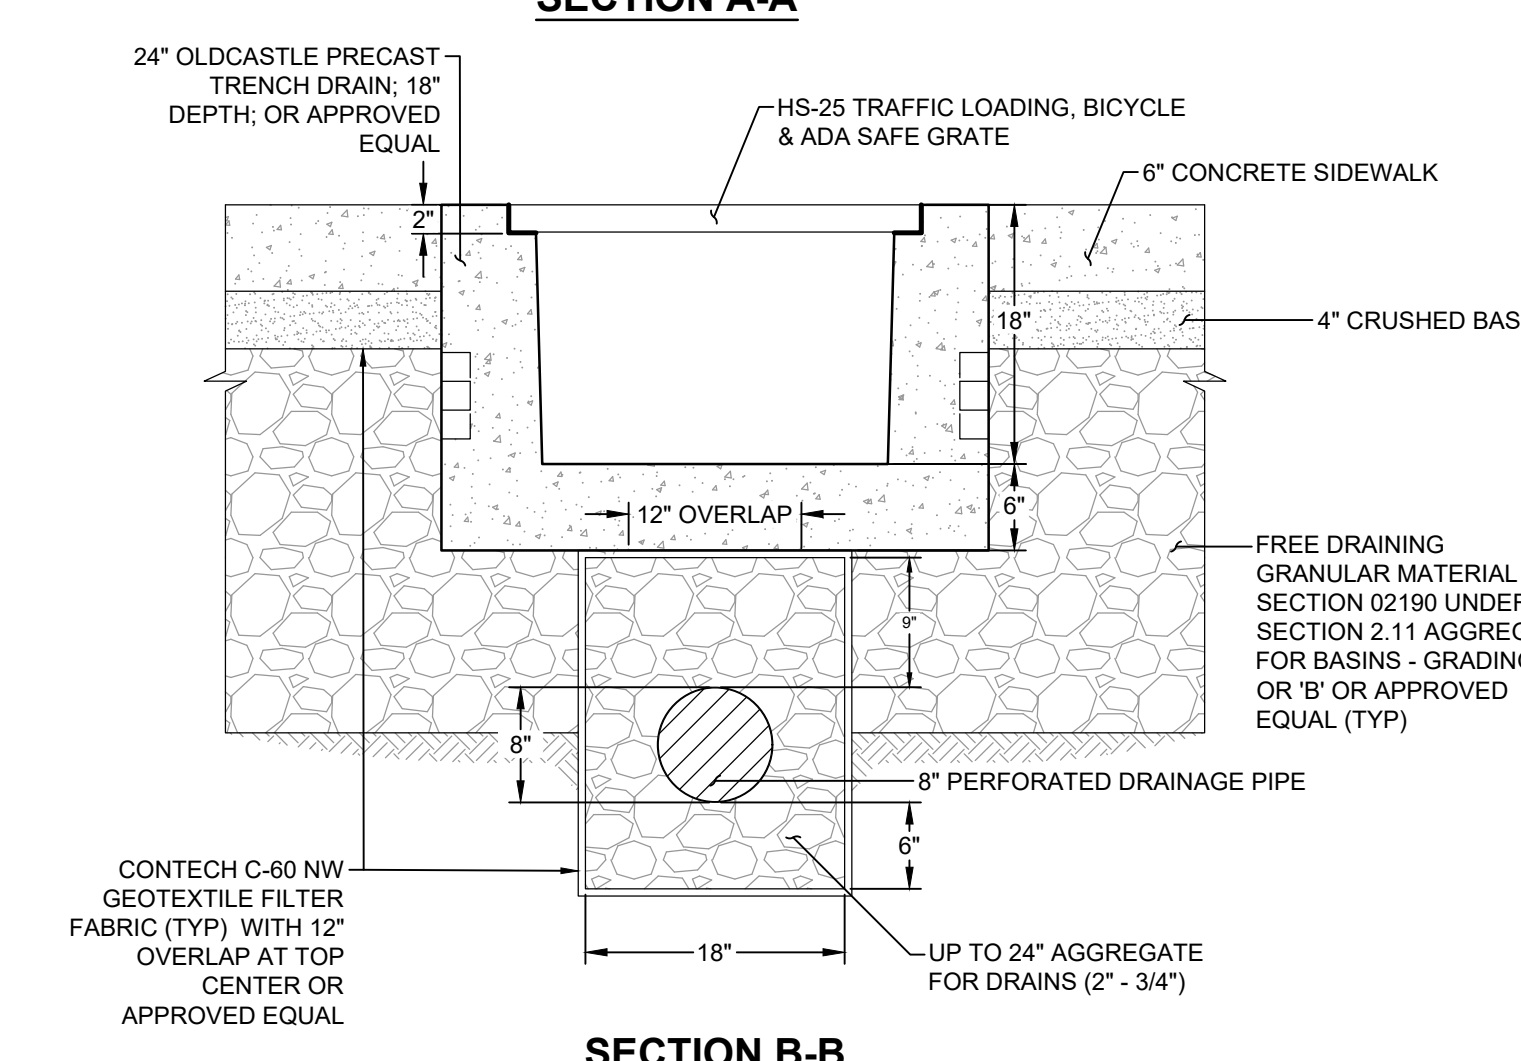 SECTION A-A
24" OLDCASTLE PRECAST
TRENCH DRAIN; 18"
DEPTH; OR APPROVED
EQUAL
HS-25 TRAFFIC LOADING, BICYCLE
& ADA SAFE GRATE
6" CONCRETE SIDEWALK
2"
18"
4" CRUSHED BAS
6"
12" OVERLAP
FREE DRAINING
GRANULAR MATERIAL
SECTION 02190 UNDER
SECTION 2.11 AGGREG
FOR BASINS - GRADING
OR 'B' OR APPROVED
EQUAL (TYP)
9"
8"
8" PERFORATED DRAINAGE PIPE
6"
CONTECH C-60 NW
GEOTEXTILE FILTER
FABRIC (TYP) WITH 12"
OVERLAP AT TOP
CENTER OR
APPROVED EQUAL
18"
UP TO 24" AGGREGATE
FOR DRAINS (2" - 3/4")
SECTION B-B